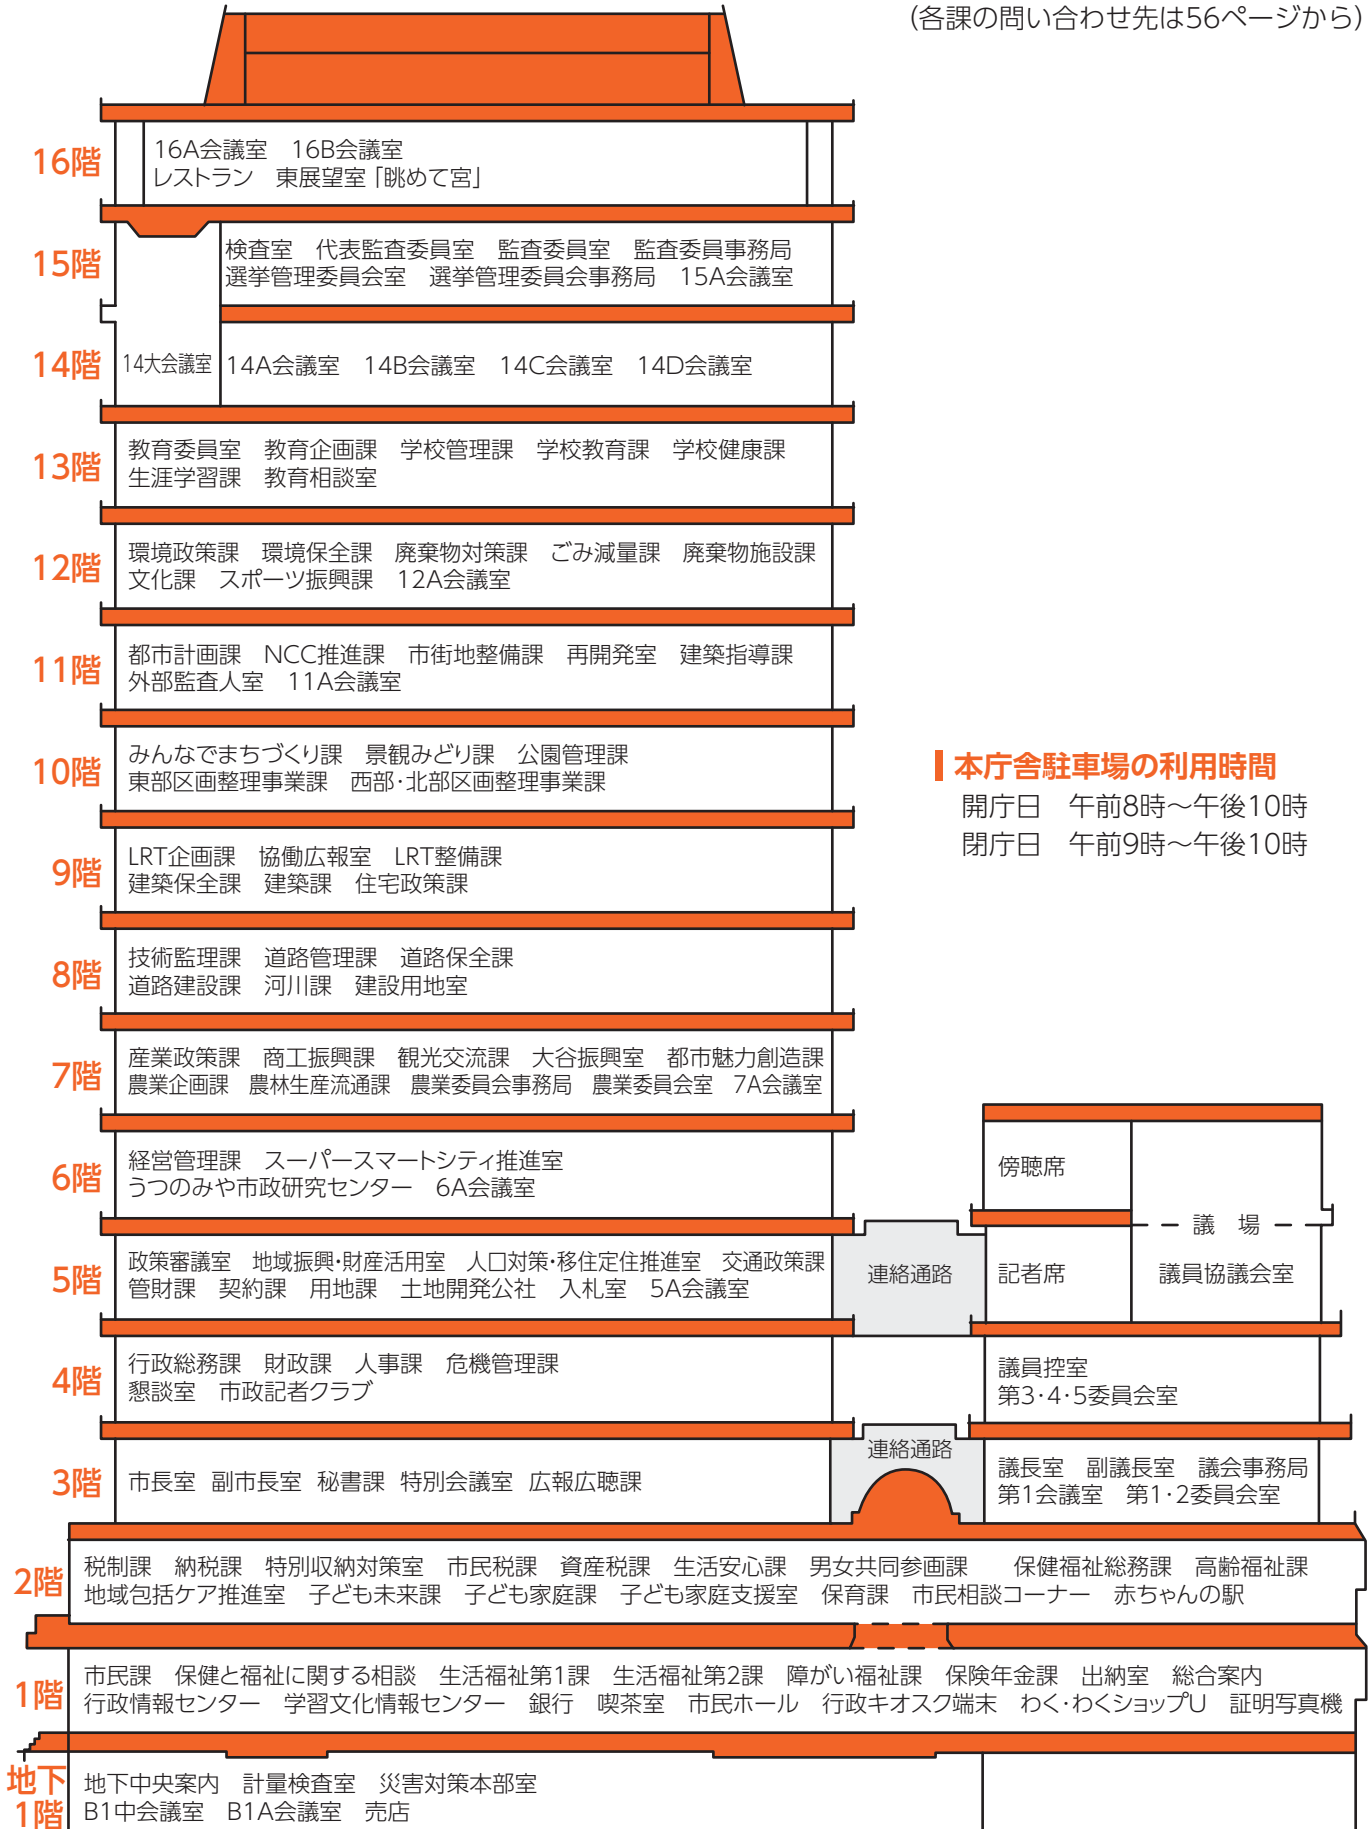 (各課の問い合わせ先は56ページから)
16階
16A会議室　16B会議室
レストラン　東展望室「眺めて宮」
15階
検査室　代表監査委員室　監査委員室　監査委員事務局
選挙管理委員会室　選挙管理委員会事務局　15A会議室
14階
14大会議室
14A会議室　14B会議室　14C会議室　14D会議室
13階
教育委員室　教育企画課　学校管理課　学校教育課　学校健康課
生涯学習課　教育相談室
12階
環境政策課　環境保全課　廃棄物対策課　ごみ減量課　廃棄物施設課
文化課　スポーツ振興課　12A会議室
11階
都市計画課　NCC推進課　市街地整備課　再開発室　建築指導課
外部監査人室　11A会議室
10階
みんなでまちづくり課　景観みどり課　公園管理課
東部区画整理事業課　西部・北部区画整理事業課
本庁舎駐車場の利用時間
開庁日　午前8時～午後10時
閉庁日　午前9時～午後10時
9階
LRT企画課　協働広報室　LRT整備課
建築保全課　建築課　住宅政策課
8階
技術監理課　道路管理課　道路保全課
道路建設課　河川課　建設用地室
7階
産業政策課　商工振興課　観光交流課　大谷振興室　都市魅力創造課
農業企画課　農林生産流通課　農業委員会事務局　農業委員会室　7A会議室
6階
経営管理課　スーパースマートシティ推進室
うつのみや市政研究センター　6A会議室
傍聴席
議　場
5階
政策審議室　地域振興・財産活用室　人口対策・移住定住推進室　交通政策課
管財課　契約課　用地課　土地開発公社　入札室　5A会議室
連絡通路
記者席
議員協議会室
4階
行政総務課　財政課　人事課　危機管理課
懇談室　市政記者クラブ
議員控室
第3・4・5委員会室
3階
市長室　副市長室　秘書課　特別会議室　広報広聴課
連絡通路
議長室　副議長室　議会事務局
第1会議室　第1・2委員会室
2階
税制課　納税課　特別収納対策室　市民税課　資産税課　生活安心課　男女共同参画課　　保健福祉総務課　高齢福祉課
地域包括ケア推進室　子ども未来課　子ども家庭課　子ども家庭支援室　保育課　市民相談コーナー　赤ちゃんの駅
1階
市民課　保健と福祉に関する相談　生活福祉第1課　生活福祉第2課　障がい福祉課　保険年金課　出納室　総合案内
行政情報センター　学習文化情報センター　銀行　喫茶室　市民ホール　行政キオスク端末　わく・わくショップU　証明写真機
地下
1階
地下中央案内　計量検査室　災害対策本部室
B1中会議室　B1A会議室　売店